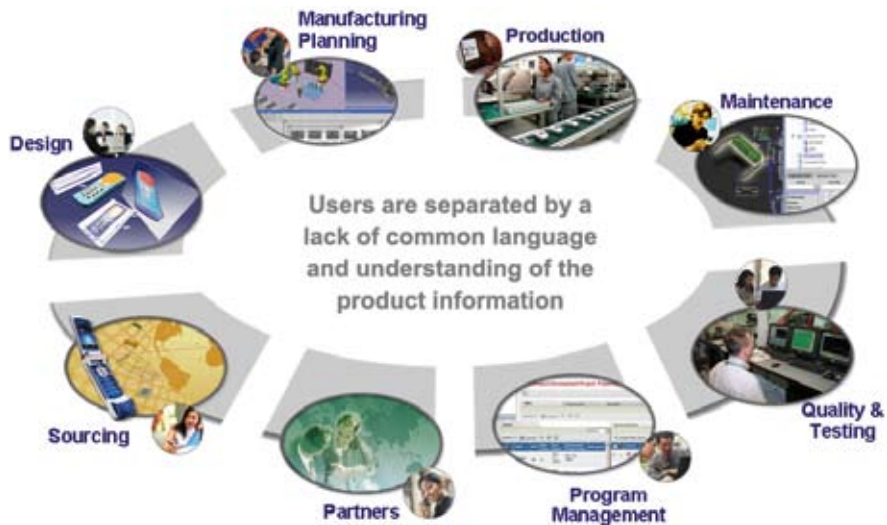 Manufacturing
Planning
Production
Maintenance
Design
Users are separated by a
lack of common language
and understanding of the
product information
Quality &
Testing
Sourcing
Partners
Program
Management